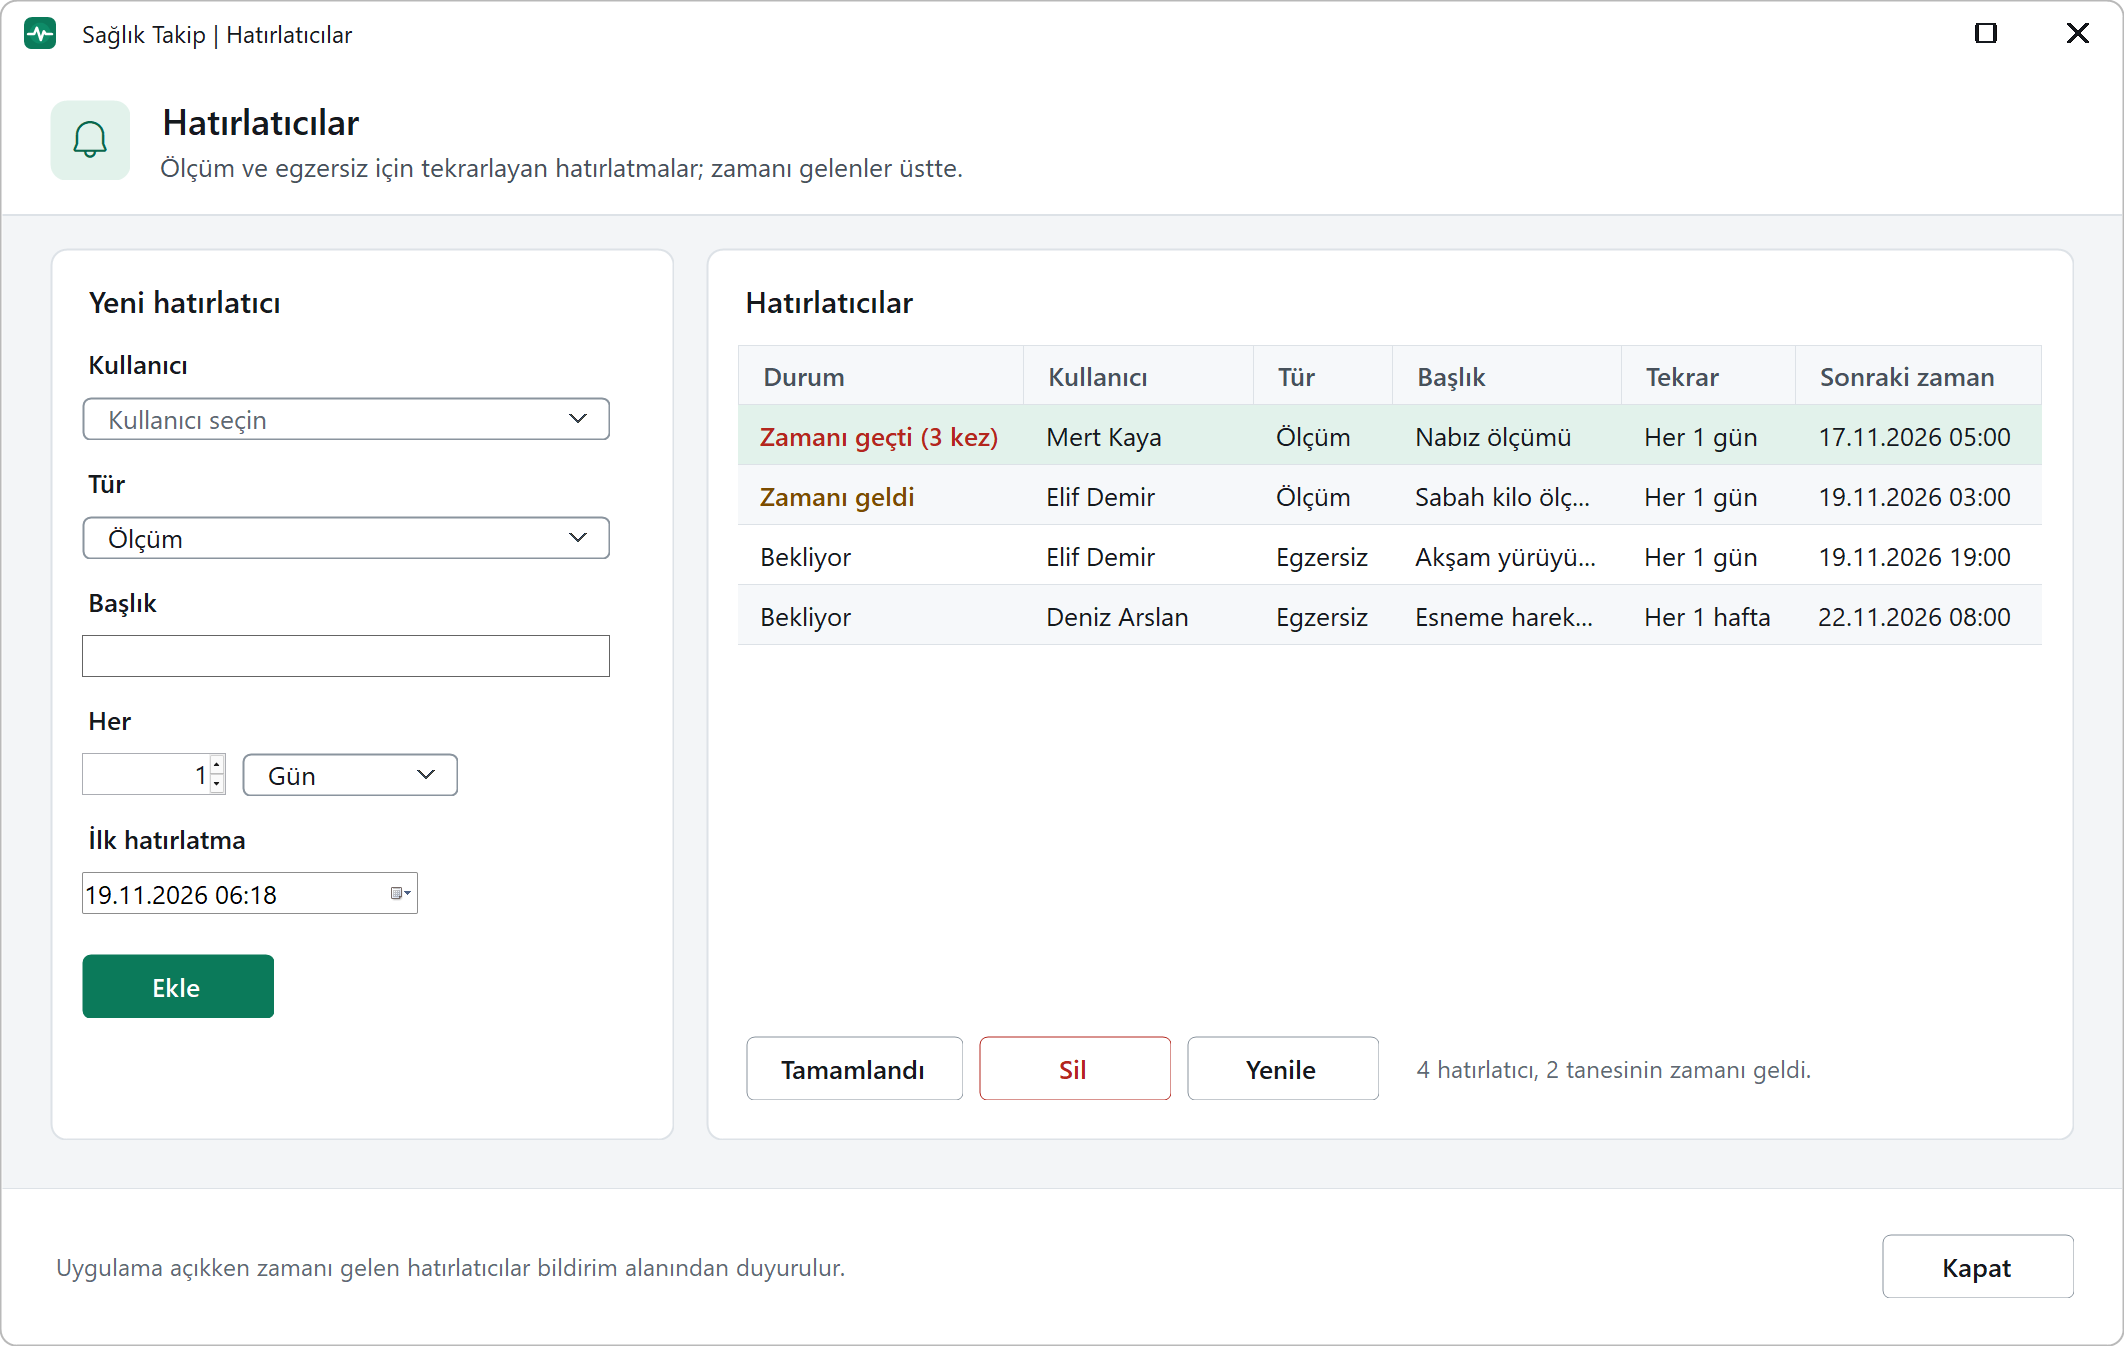 Sağlık Takip | Hatırlatıcılar
Hatırlatıcılar
Ölçüm ve egzersiz için tekrarlayan hatırlatmalar; zamanı gelenler üstte.
Yeni hatırlatıcı
Kullanıcı
Kullanıcı seçin
Tür
Ölçüm
Başlık
Her
1 Gün
İlk hatırlatma
19.11.2026 06:18
Ekle
Hatırlatıcılar
Durum Kullanıcı Tür Başlık Tekrar Sonraki zaman
Zamanı geçti (3 kez) Mert Kaya Ölçüm Nabız ölçümü Her 1 gün 17.11.2026 05:00
Zamanı geldi Elif Demir Ölçüm Sabah kilo ölç... Her 1 gün 19.11.2026 03:00
Bekliyor Elif Demir Egzersiz Akşam yürüyü... Her 1 gün 19.11.2026 19:00
Bekliyor Deniz Arslan Egzersiz Esneme harek... Her 1 hafta 22.11.2026 08:00
Tamamlandı Sil Yenile 4 hatırlatıcı, 2 tanesinin zamanı geldi.
Uygulama açıkken zamanı gelen hatırlatıcılar bildirim alanından duyurulur.
Kapat